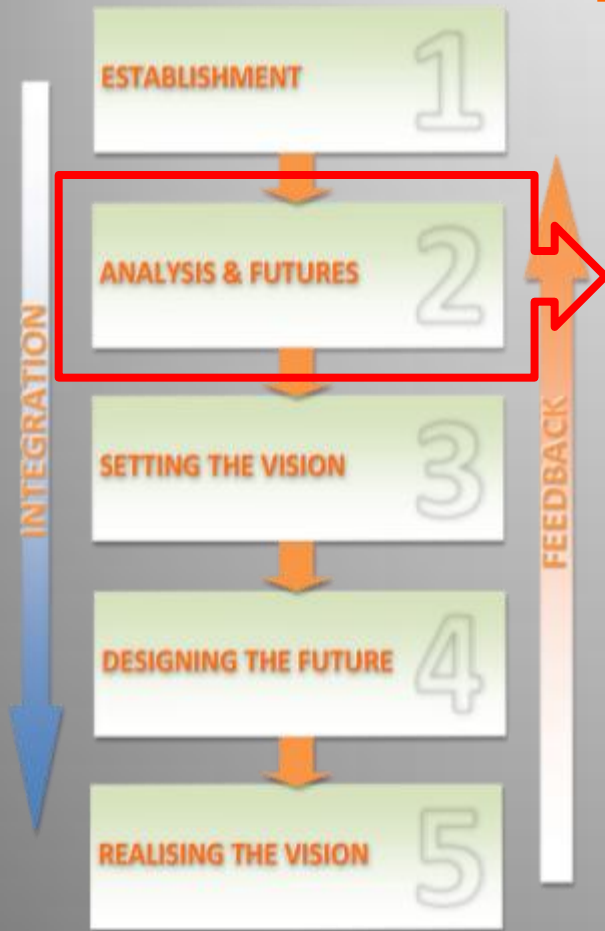 ESTABLISHMENT 1
ANALYSIS & FUTURES 2
SETTING THE VISION 3
DESIGNING THE FUTURE 4
REALISING THE VISION 5
INTEGRATION
FEEDBACK